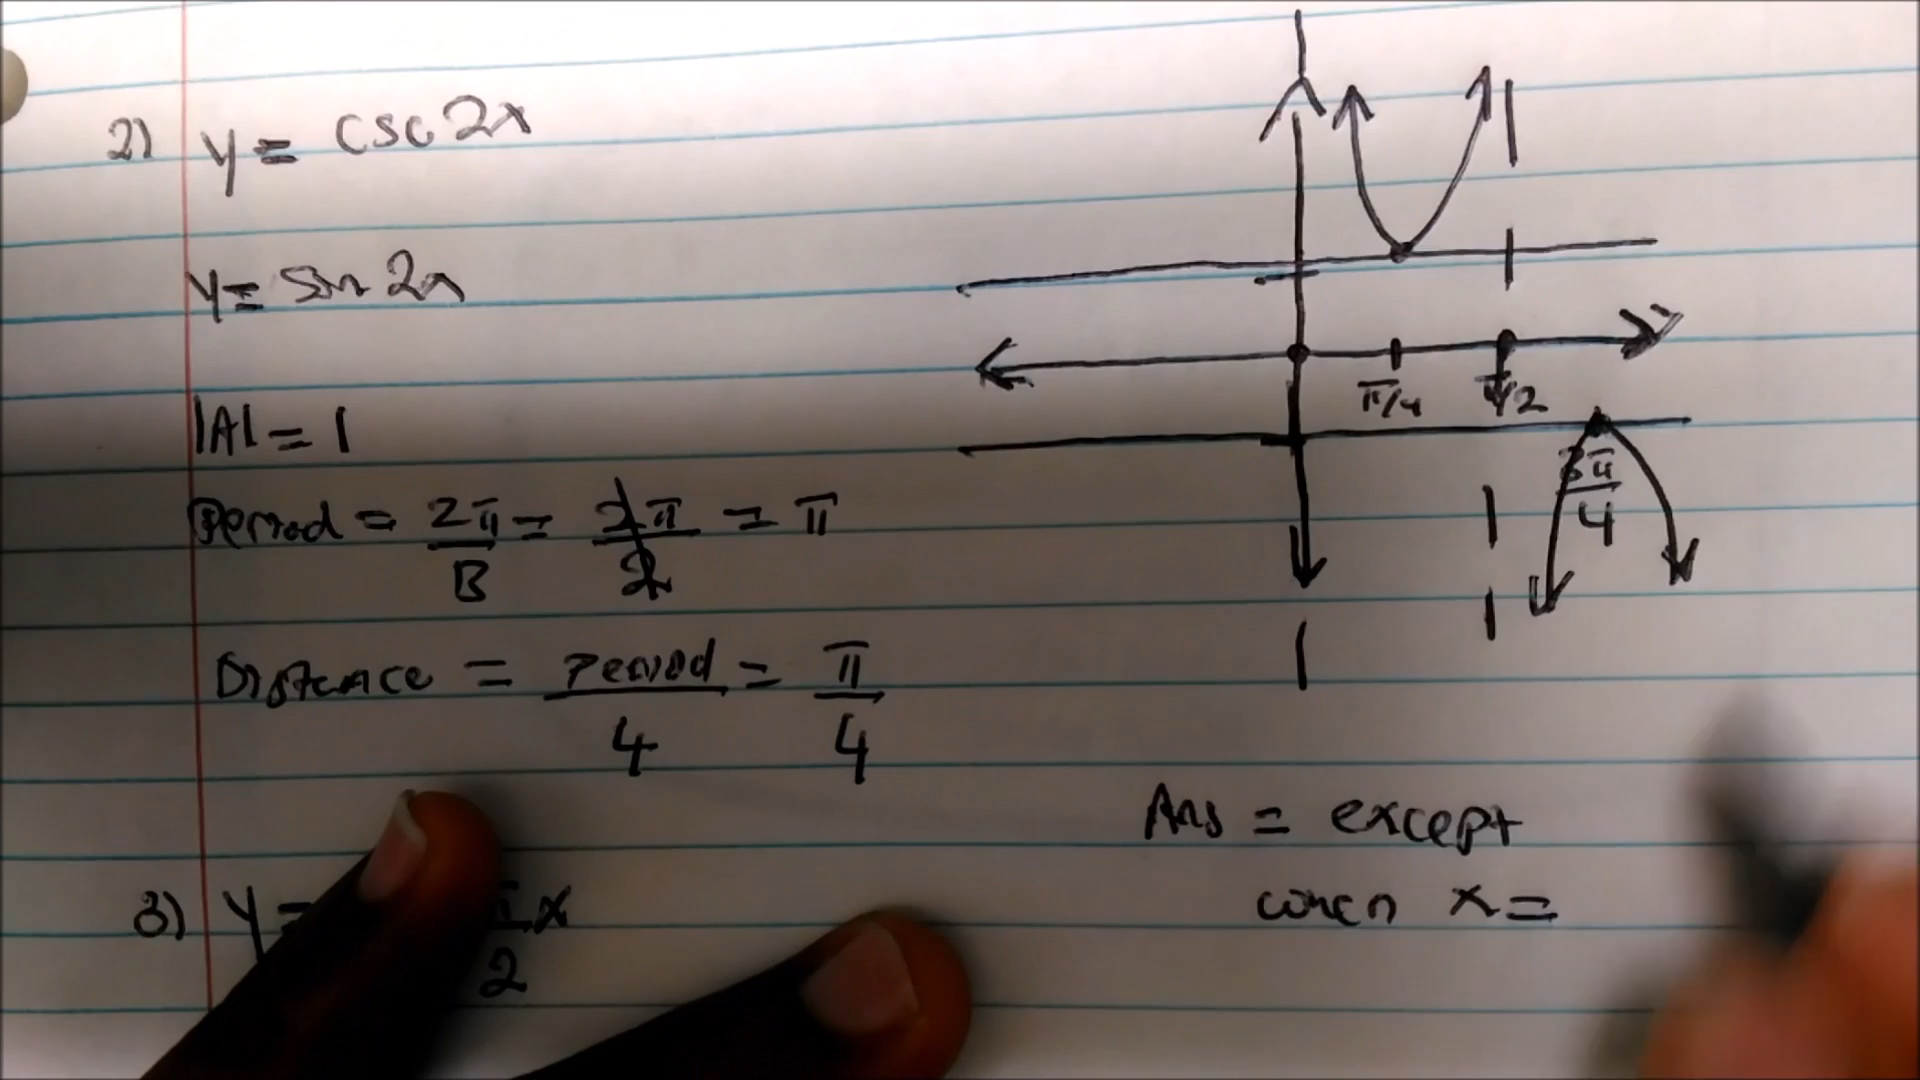 2) y = csc 2x
y = sin 2x
|A| = 1
Period = 2π/B = 2π/2 = π
Distance = Period/4 = π/4
3) y = x
2
π/4 π/2
3π/4
Ans = except
when x =